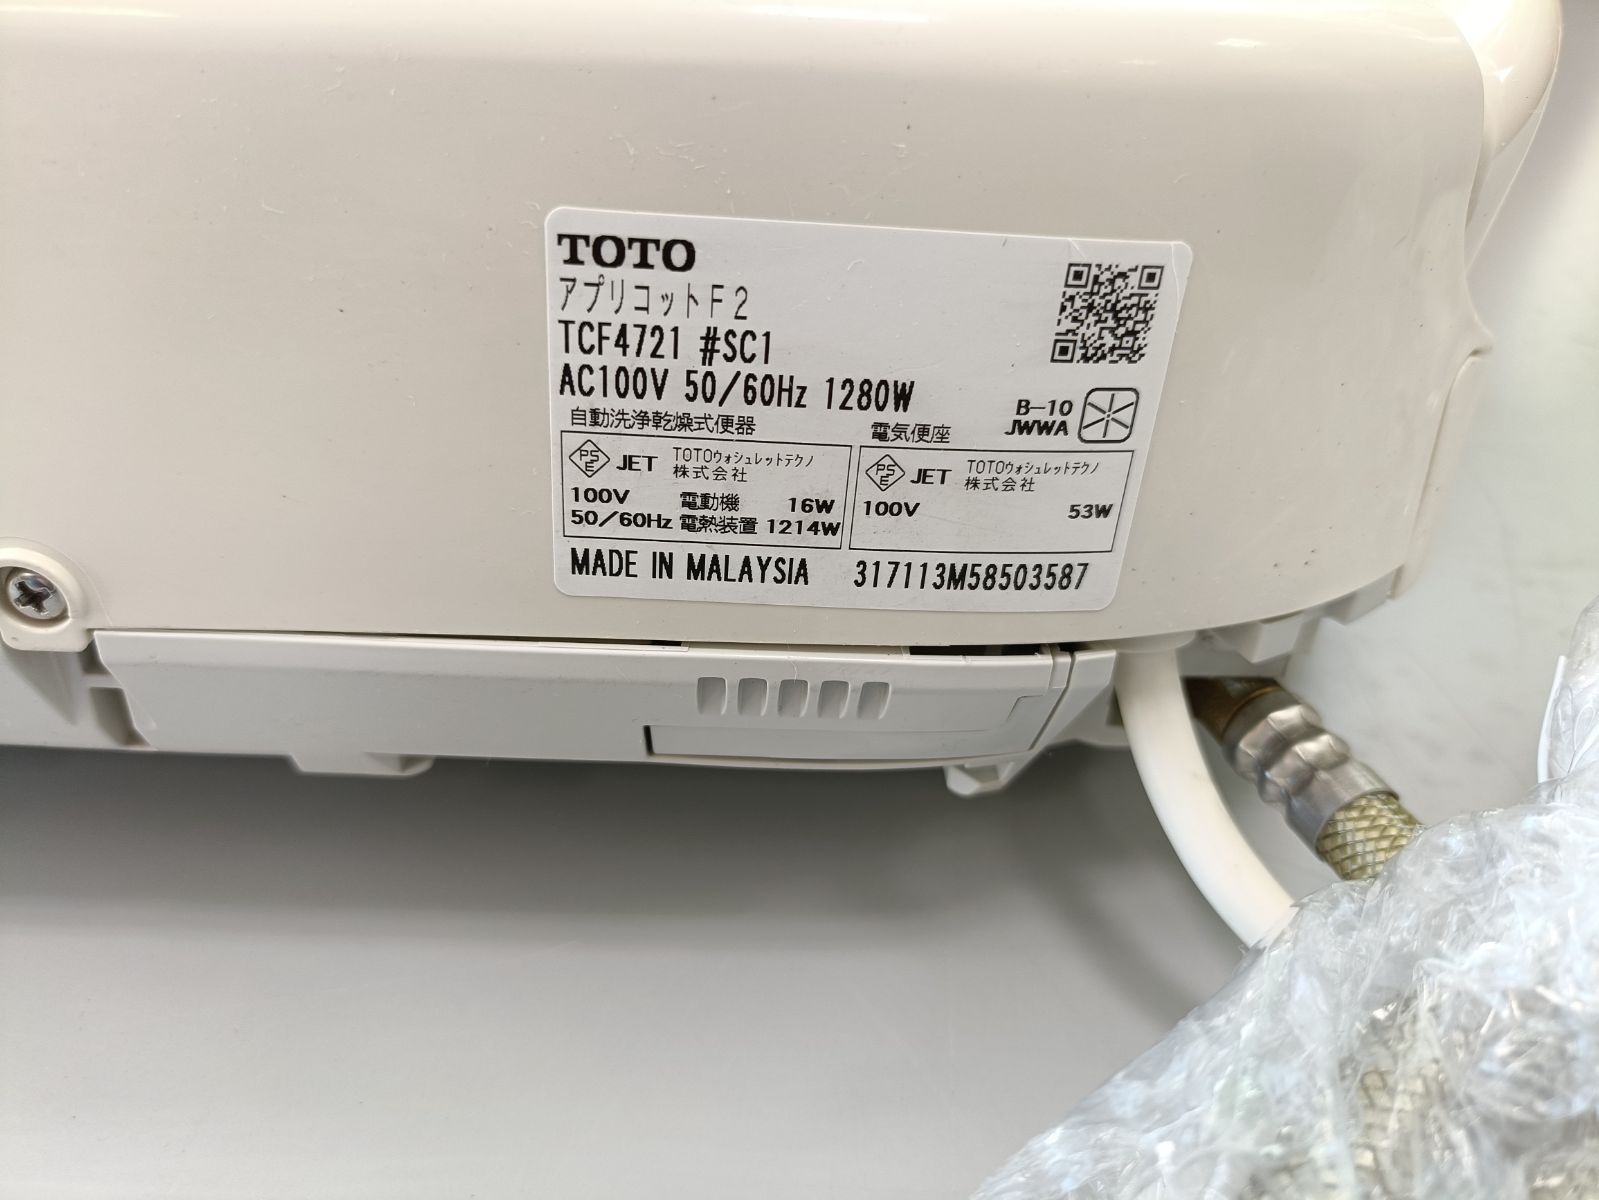 TOTO
アプリコットF2
TCF4721 #SC1
AC100V 50/60Hz 1280W
B-10
JWWA
自動洗浄乾燥式便器
電気便座
PSE JET TOTOウォシュレットテクノ
株式会社
100V 電動機 16W
50/60Hz 電熱装置 1214W
PSE JET TOTOウォシュレットテクノ
株式会社
100V 53W
MADE IN MALAYSIA 317113M58503587